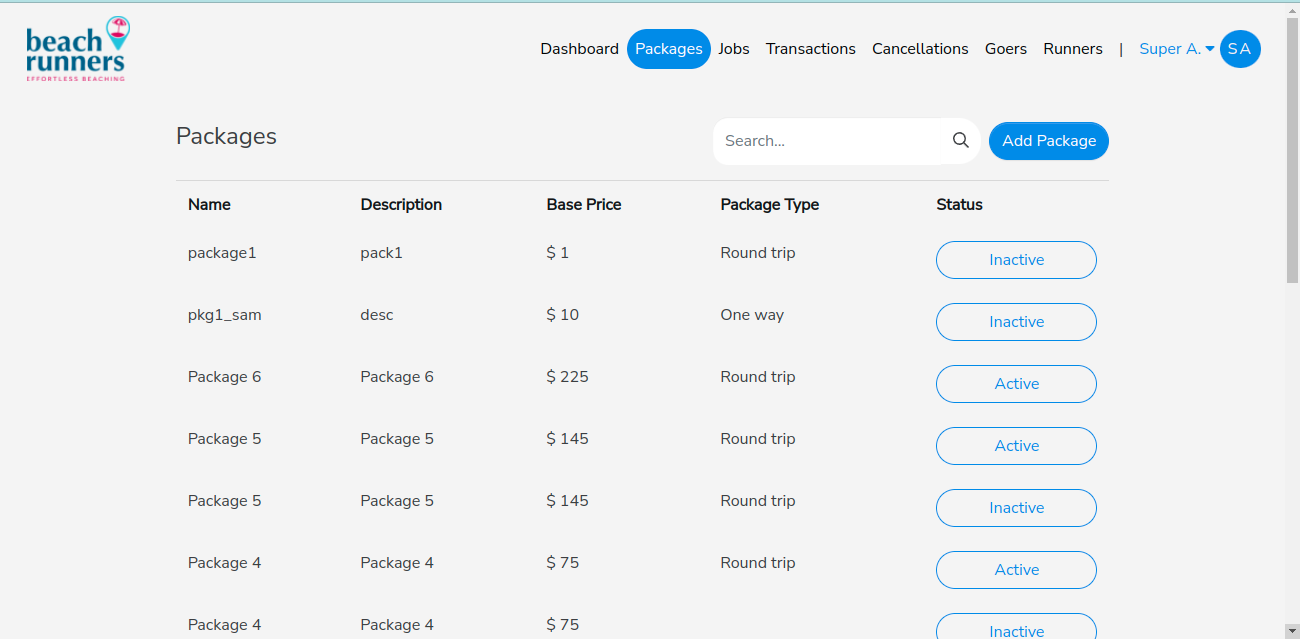 beach
runners
EFFORTLESS BEACHING
Dashboard Packages Jobs Transactions Cancellations Goers Runners | Super A. SA
Packages Search... Add Package
Name Description Base Price Package Type Status
package1 pack1 $ 1 Round trip Inactive
pkg1_sam desc $ 10 One way Inactive
Package 6 Package 6 $ 225 Round trip Active
Package 5 Package 5 $ 145 Round trip Active
Package 5 Package 5 $ 145 Round trip Inactive
Package 4 Package 4 $ 75 Round trip Active
Package 4 Package 4 $ 75 Inactive